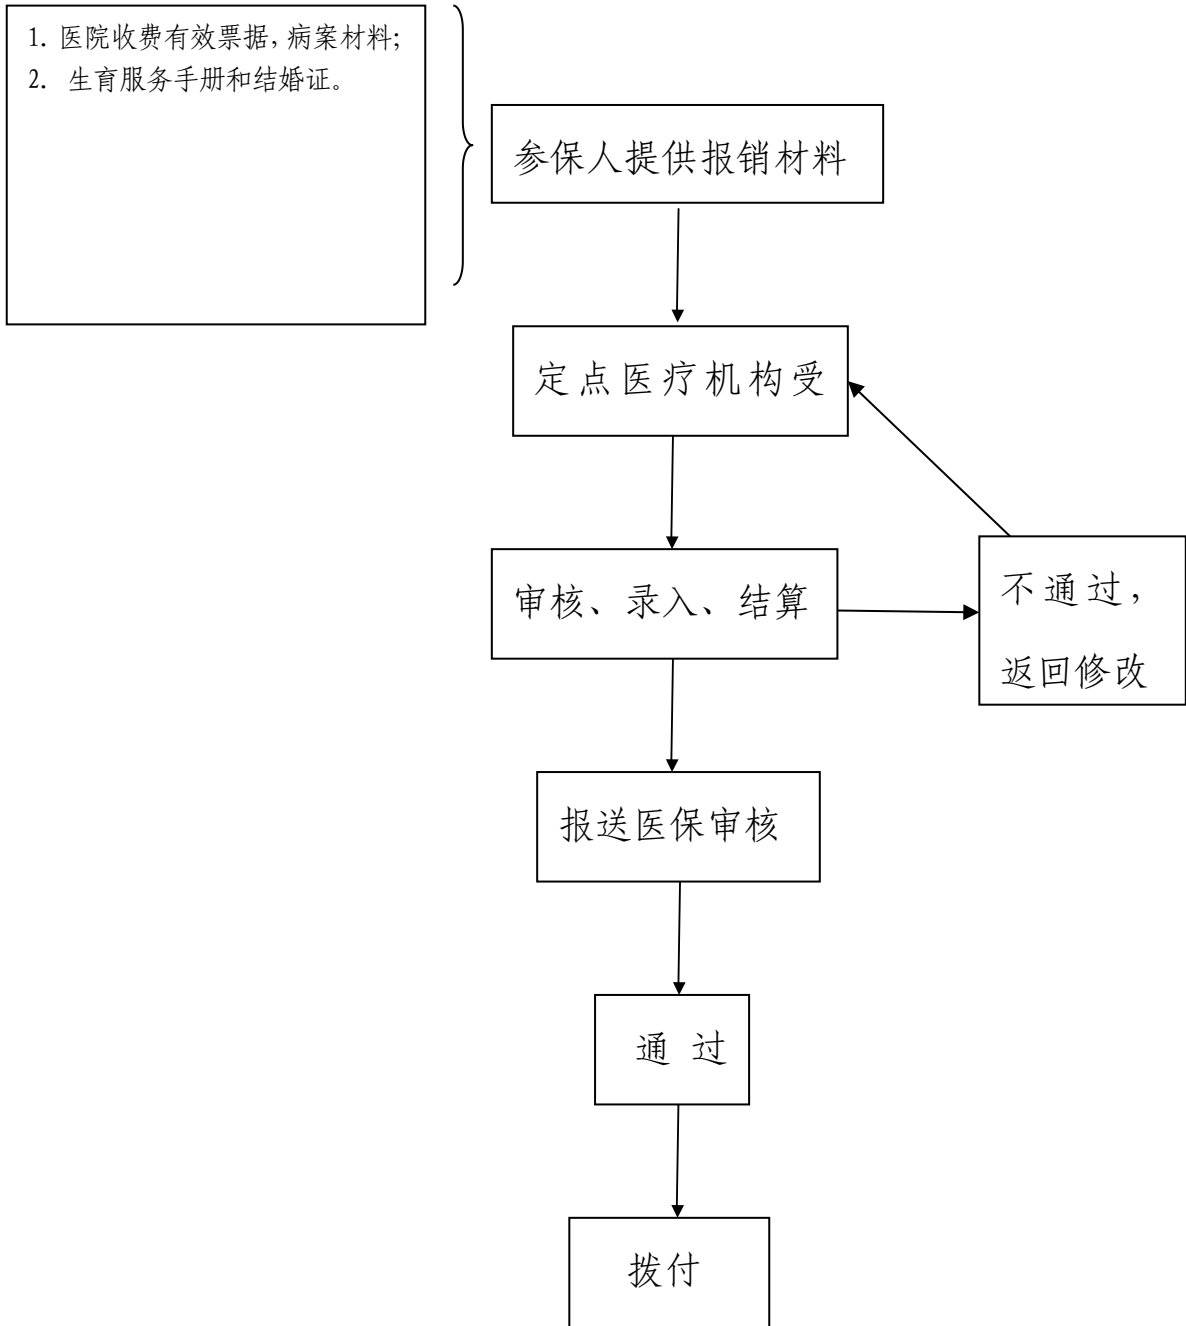 1. 医院收费有效票据,病案材料;
2. 生育服务手册和结婚证。
参保人提供报销材料
定点医疗机构受
审核、录入、结算
不通过,
返回修改
报送医保审核
通 过
拨付